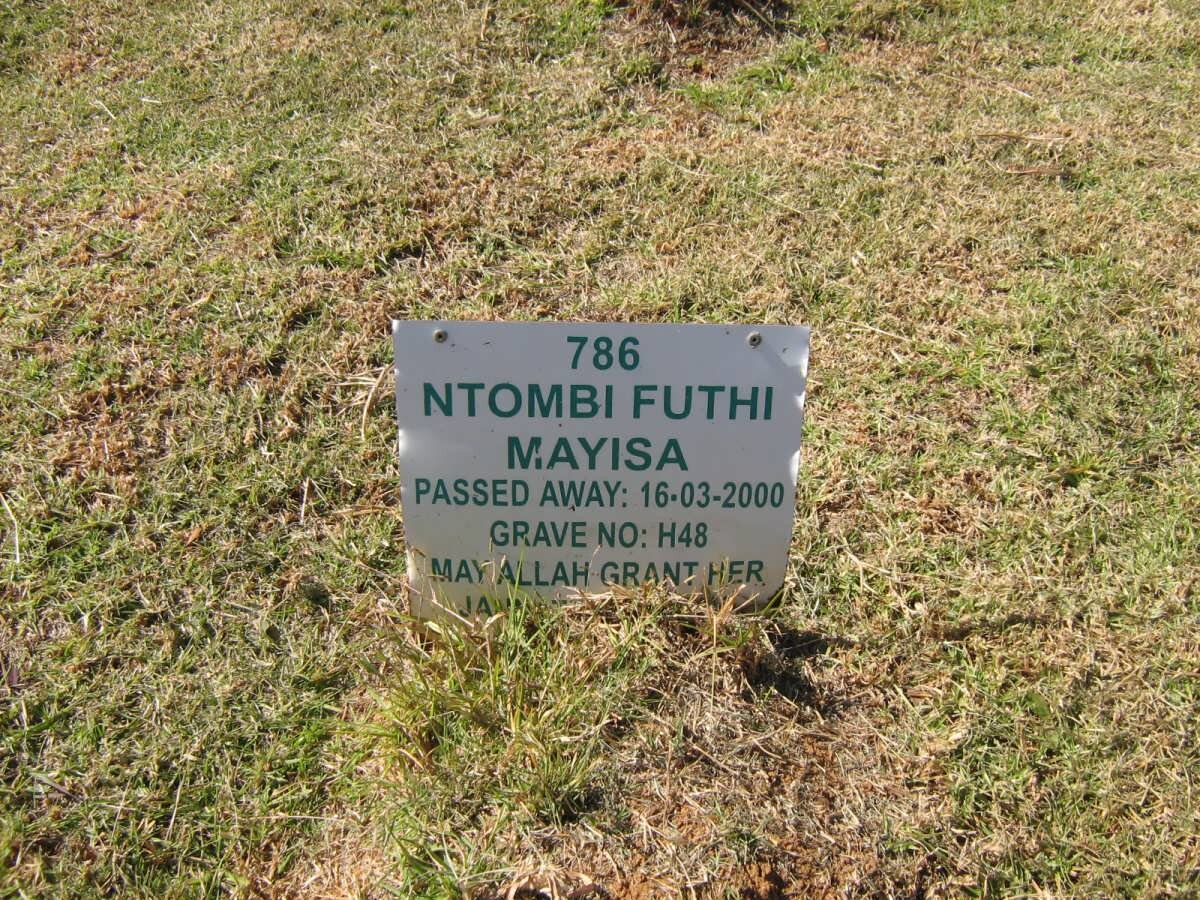 786
NTOMBI FUTHI
MAYISA
PASSED AWAY: 16-03-2000
GRAVE NO: H48
MAY ALLAH GRANT HER